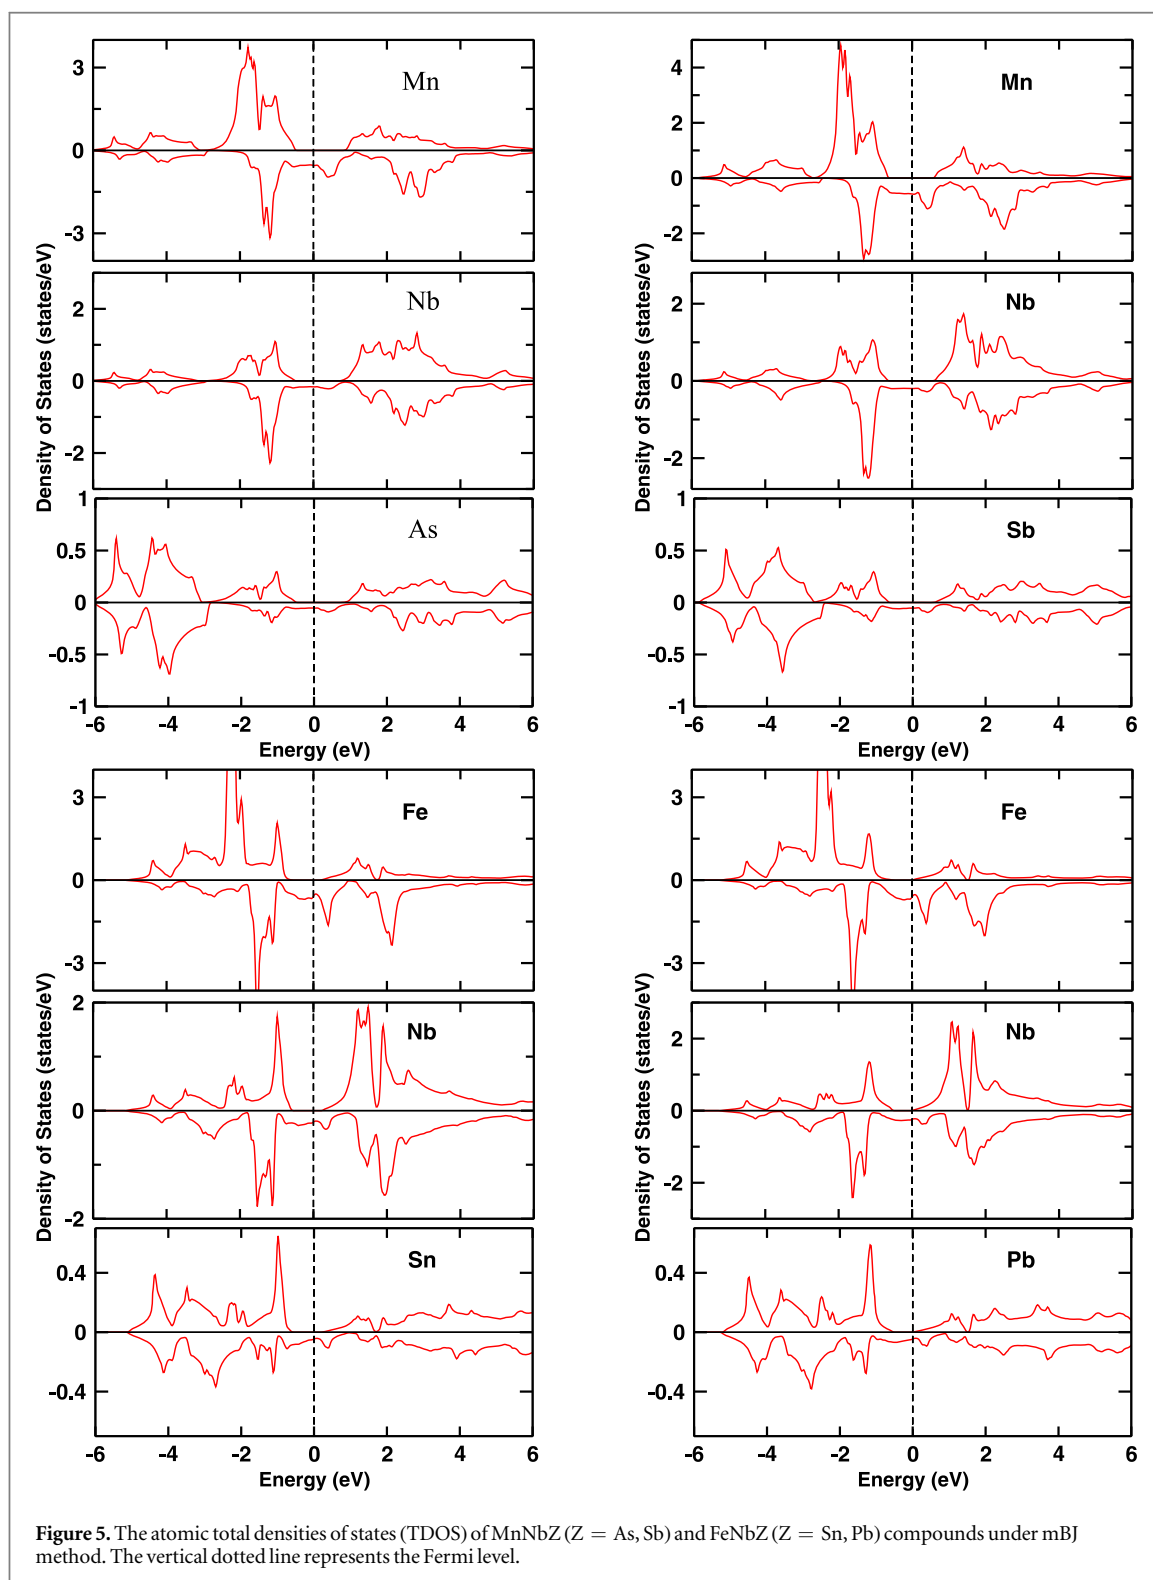 3
0
-3
Mn
4
2
0
-2
Mn
Density of States (states/eV)
2
0
-2
Nb
Density of States (states/eV)
2
0
-2
Nb
1
0.5
0
-0.5
-1
As
-6 -4 -2 0 2 4 6
Energy (eV)
1
0.5
0
-0.5
-1
Sb
-6 -4 -2 0 2 4 6
Energy (eV)
3
0
-3
Fe
3
0
-3
Fe
Density of States (states/eV)
2
0
-2
Nb
Density of States (states/eV)
2
0
-2
Nb
0.4
0
-0.4
Sn
-6 -4 -2 0 2 4 6
Energy (eV)
0.4
0
-0.4
Pb
-6 -4 -2 0 2 4 6
Energy (eV)
Figure 5. The atomic total densities of states (TDOS) of MnNbZ (Z = As, Sb) and FeNbZ (Z = Sn, Pb) compounds under mBJ
method. The vertical dotted line represents the Fermi level.